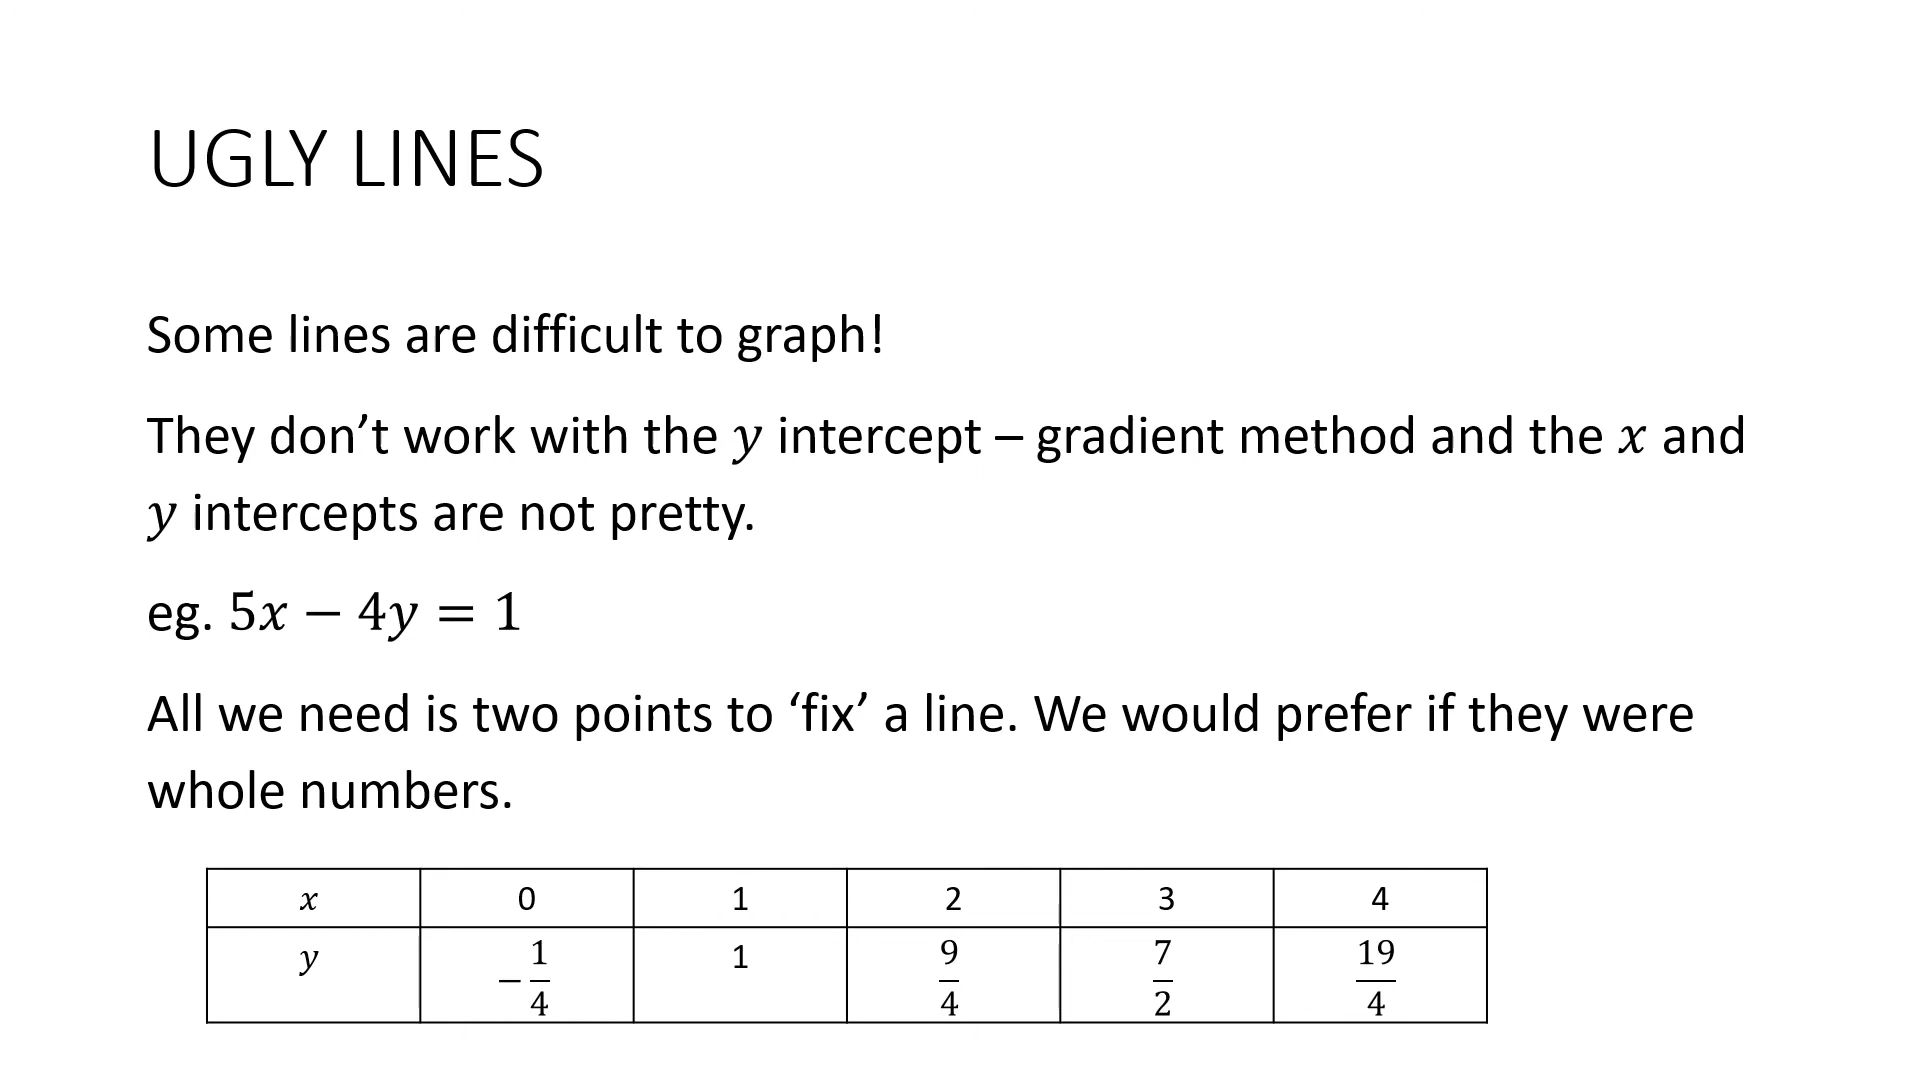 UGLY LINES
Some lines are difficult to graph!
They don’t work with the y intercept – gradient method and the x and
y intercepts are not pretty.
eg. 5x − 4y = 1
All we need is two points to ‘fix’ a line. We would prefer if they were
whole numbers.
x 0 1 2 3 4
y −1/4 1 9/4 7/2 19/4